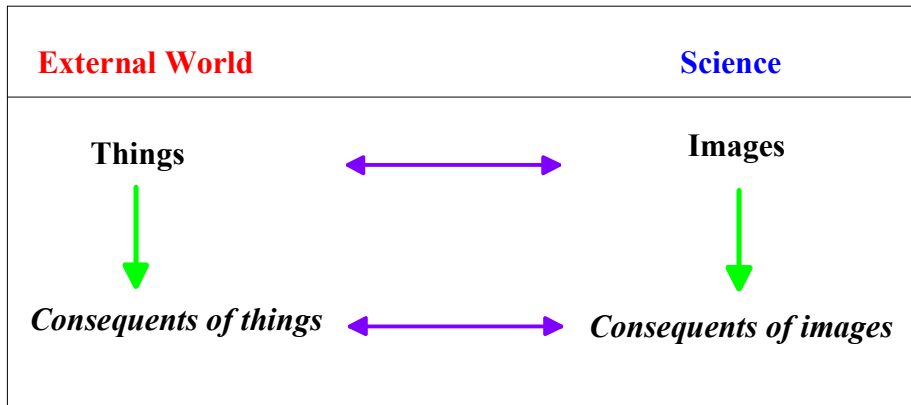 External World Science
Things Images
Consequents of things Consequents of images